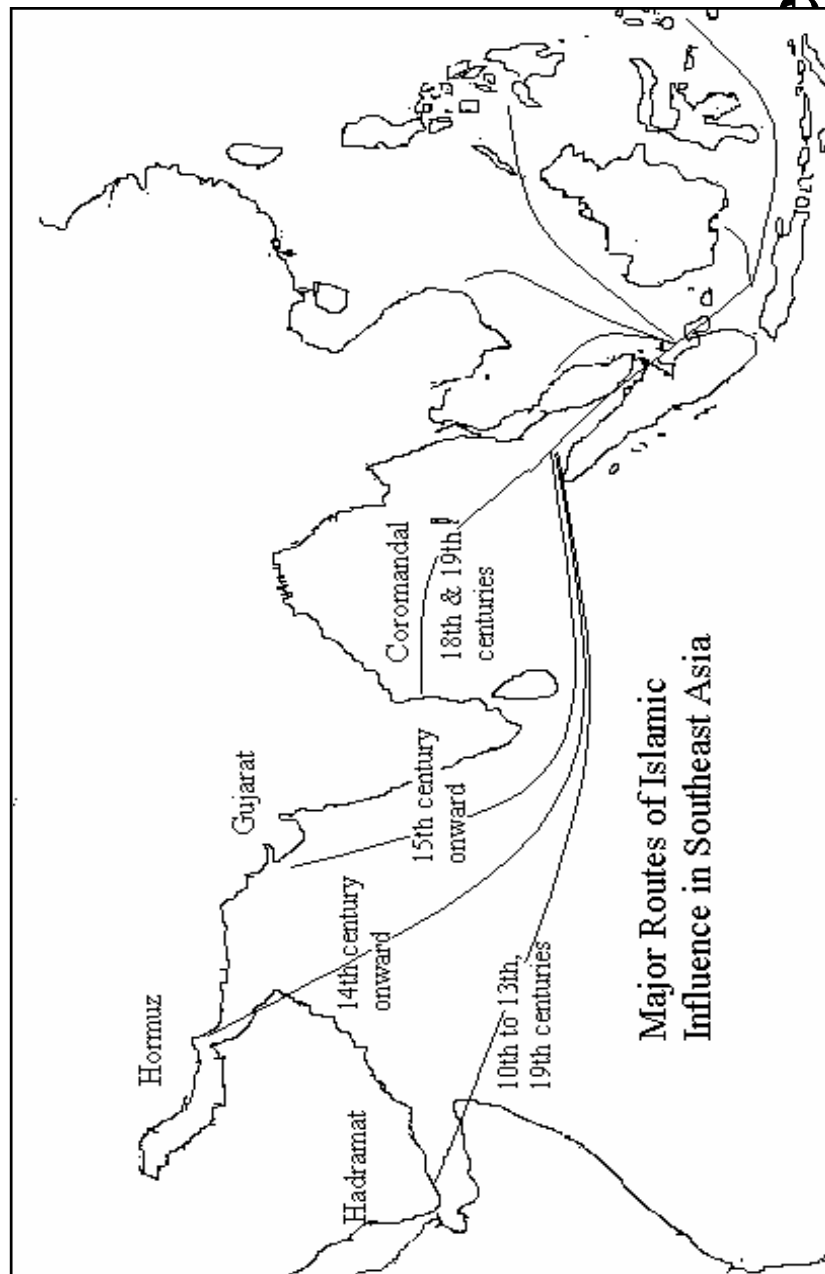 Hormuz
Hadramat
Gujarat
14th century
onward
15th century
onward
10th to 13th,
19th centuries
Coromandal
18th & 19th
centuries
Major Routes of Islamic
Influence in Southeast Asia